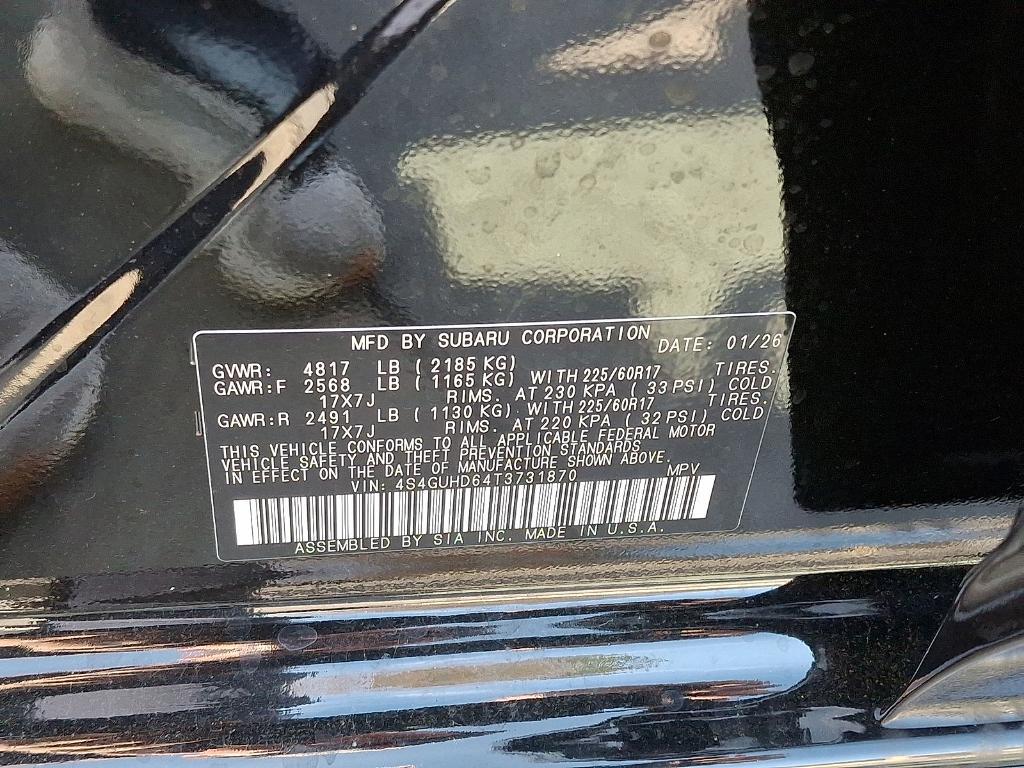 MFD BY SUBARU CORPORATION DATE: 01/26
GVWR: 4817 LB (2185 KG)
GAWR:F 2568 LB (1165 KG) WITH 225/60R17 TIRES.
17X7J RIMS. AT 230 KPA (33 PSI) COLD
GAWR:R 2491 LB (1130 KG) WITH 225/60R17 TIRES.
17X7J RIMS. AT 220 KPA (32 PSI) COLD
THIS VEHICLE CONFORMS TO ALL APPLICABLE FEDERAL MOTOR
VEHICLE SAFETY AND THEFT PREVENTION STANDARDS
IN EFFECT ON THE DATE OF MANUFACTURE SHOWN ABOVE.
VIN: 4S4GUHD64T3731870 MPV
ASSEMBLED BY SIA INC. MADE IN U.S.A.